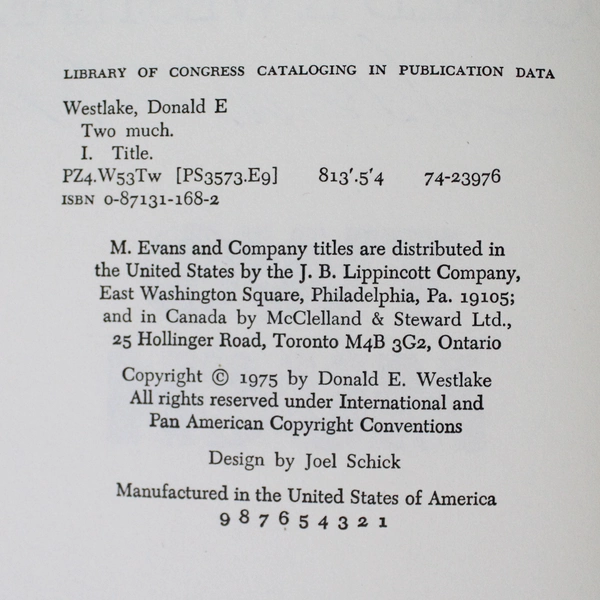 LIBRARY OF CONGRESS CATALOGING IN PUBLICATION DATA
Westlake, Donald E
Two much.
I. Title.
PZ4.W53Tw [PS3573.E9] 813'.5'4 74-23976
ISBN 0-87131-168-2
M. Evans and Company titles are distributed in
the United States by the J. B. Lippincott Company,
East Washington Square, Philadelphia, Pa. 19105;
and in Canada by McClelland & Steward Ltd.,
25 Hollinger Road, Toronto M4B 3G2, Ontario
Copyright © 1975 by Donald E. Westlake
All rights reserved under International and
Pan American Copyright Conventions
Design by Joel Schick
Manufactured in the United States of America
9 8 7 6 5 4 3 2 1